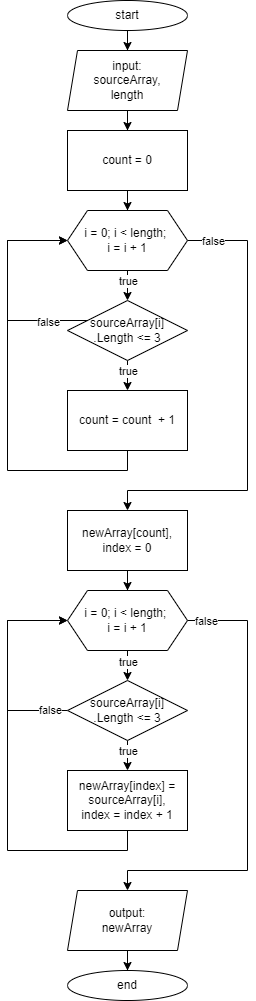 start
input:
sourceArray,
length
count = 0
i = 0; i < length;
i = i + 1
false
true
false
sourceArray[i]
.Length <= 3
true
count = count + 1
newArray[count],
index = 0
i = 0; i < length;
i = i + 1
false
true
false
sourceArray[i]
.Length <= 3
true
newArray[index] =
sourceArray[i],
index = index + 1
output:
newArray
end